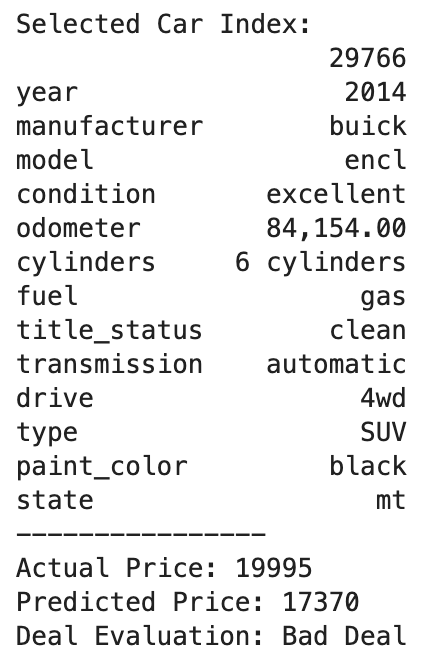 Selected Car Index:
29766
year 2014
manufacturer buick
model encl
condition excellent
odometer 84,154.00
cylinders 6 cylinders
fuel gas
title_status clean
transmission automatic
drive 4wd
type SUV
paint_color black
state mt
----------------
Actual Price: 19995
Predicted Price: 17370
Deal Evaluation: Bad Deal